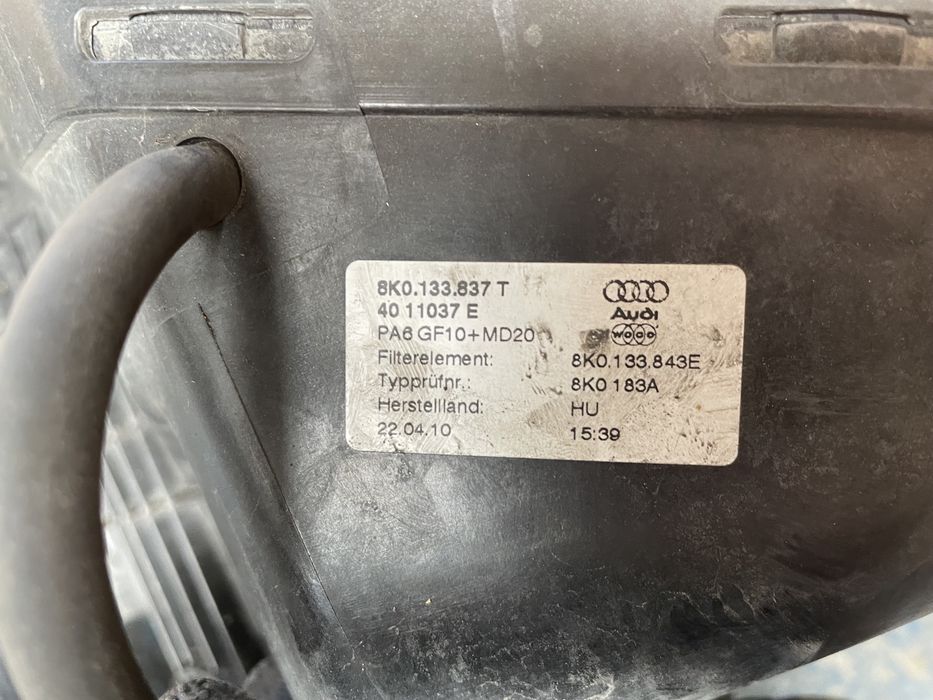 8K0.133.837 T
40 11037 E
Audi
PA6 GF10+MD20
Filterelement: 8K0.133.843E
Typprüfnr.: 8K0 183A
Herstellland: HU
22.04.10 15:39